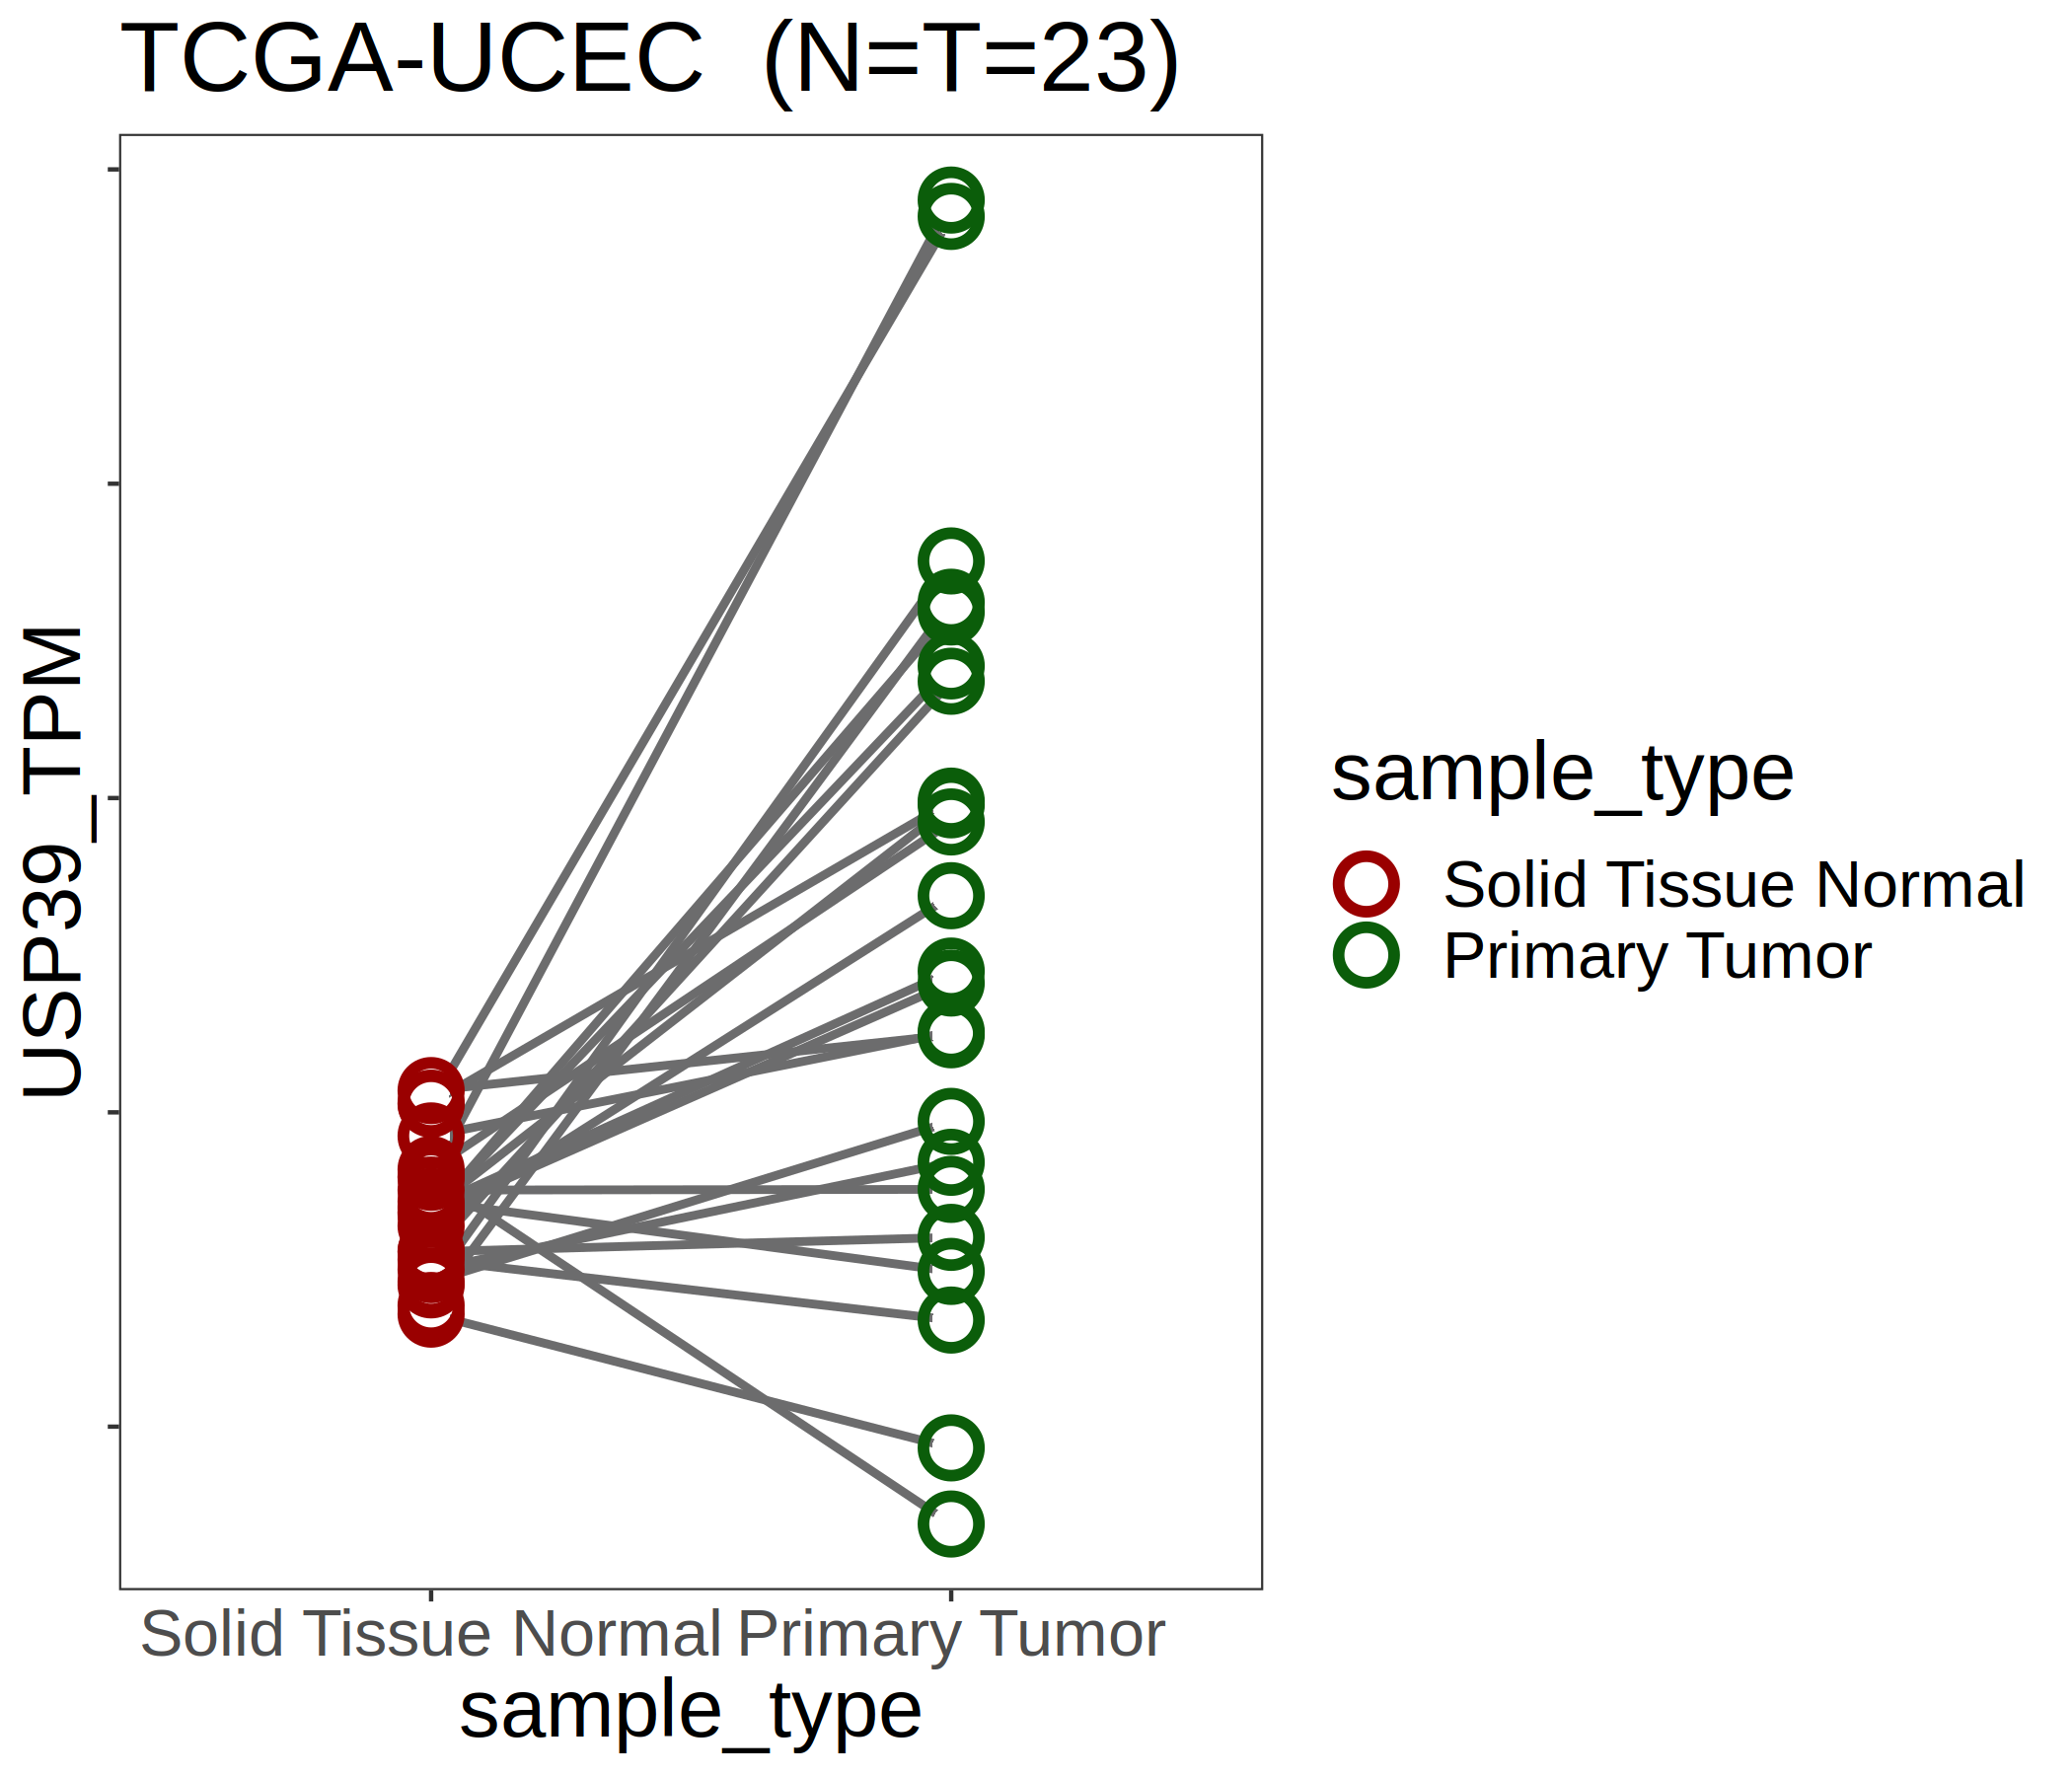 TCGA-UCEC  (N=T=23)
USP39_TPM
Solid Tissue Normal
Primary Tumor
sample_type
sample_type
Solid Tissue Normal
Primary Tumor